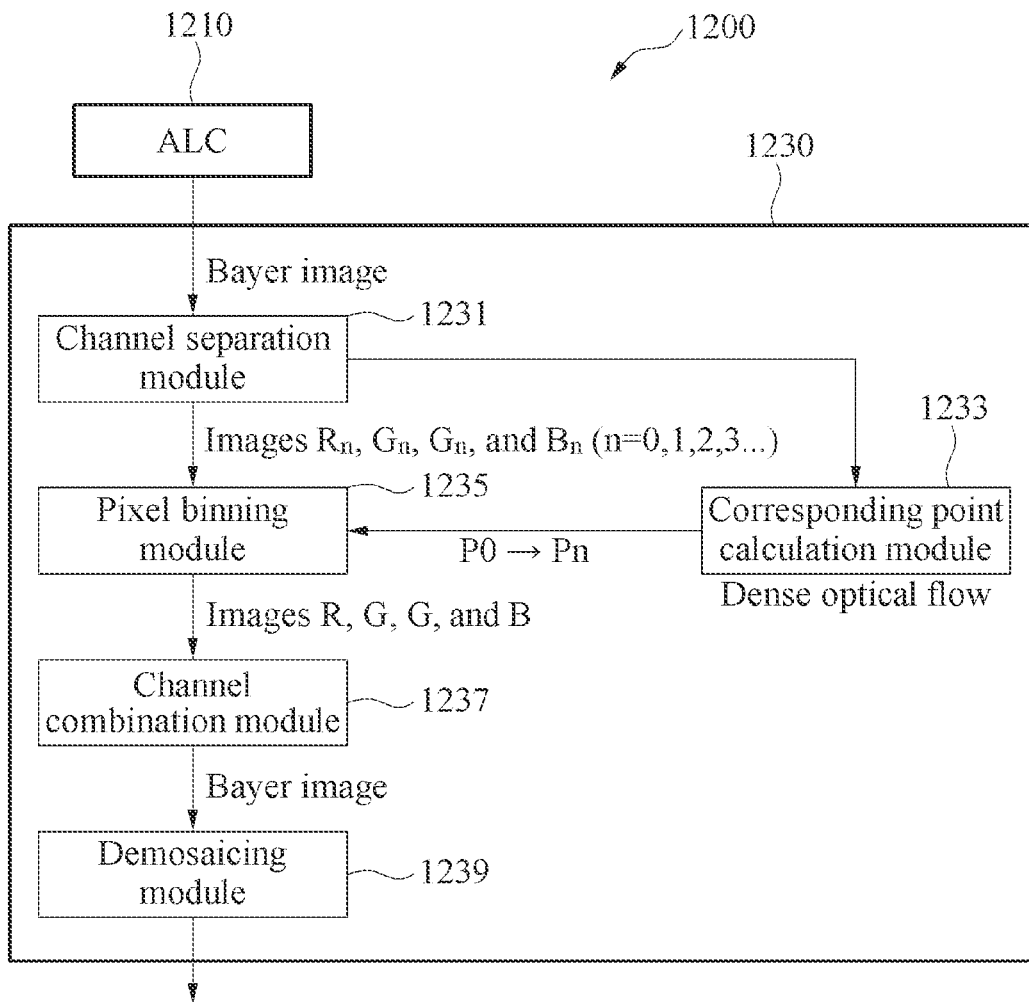 1210
1200
ALC
1230
Bayer image
1231
Channel separation
module
1233
Images Rn, Gn, Gn, and Bn (n=0,1,2,3...)
1235
Pixel binning
module
Corresponding point
calculation module
P0 → Pn
Dense optical flow
Images R, G, G, and B
Channel
combination module
1237
Bayer image
Demosaicing
module
1239